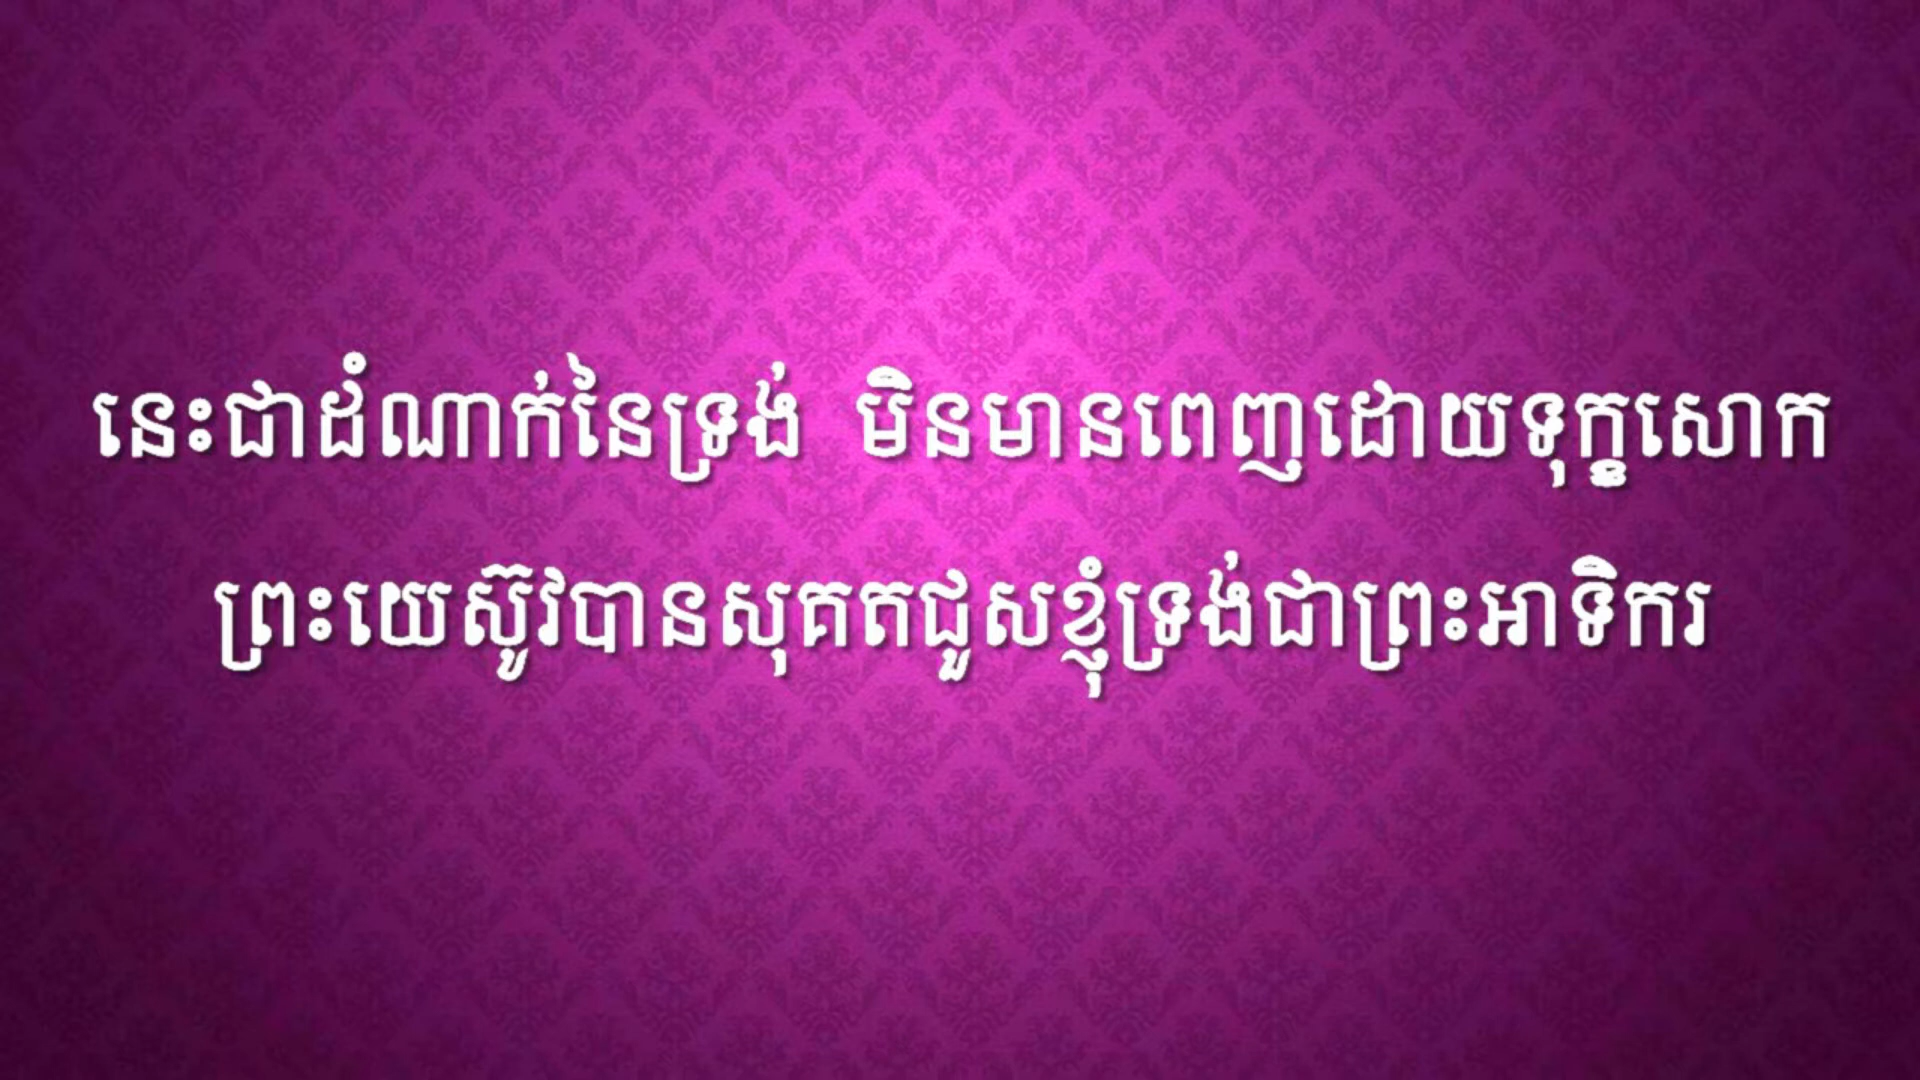 នេះជាដំណាក់នៃទ្រង់ មិនមានពេញដោយទុក្ខសោក
ព្រះយេស៊ូវបានសុគតជួសខ្ញុំទ្រង់ជាព្រះអាទិករ